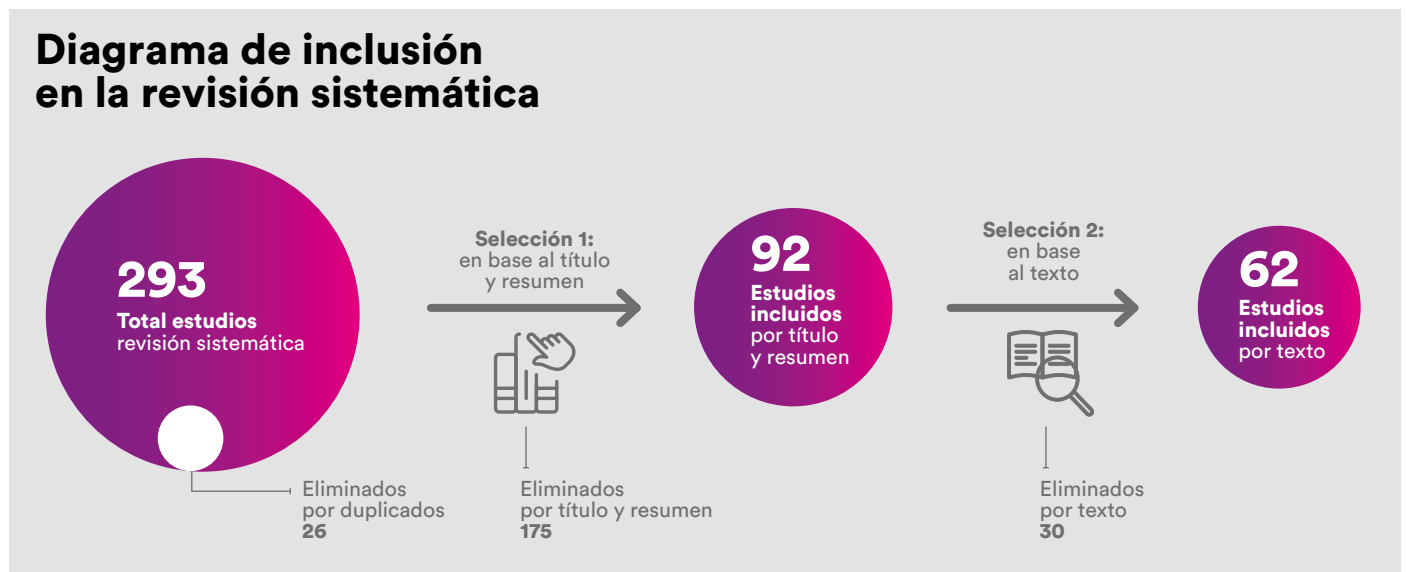 Diagrama de inclusión
en la revisión sistemática
293
Total estudios
revisión sistemática
Eliminados
por duplicados
26
Selección 1:
en base al título
y resumen
Eliminados
por título y resumen
175
92
Estudios
incluidos
por título
y resumen
Selección 2:
en base
al texto
Eliminados
por texto
30
62
Estudios
incluidos
por texto